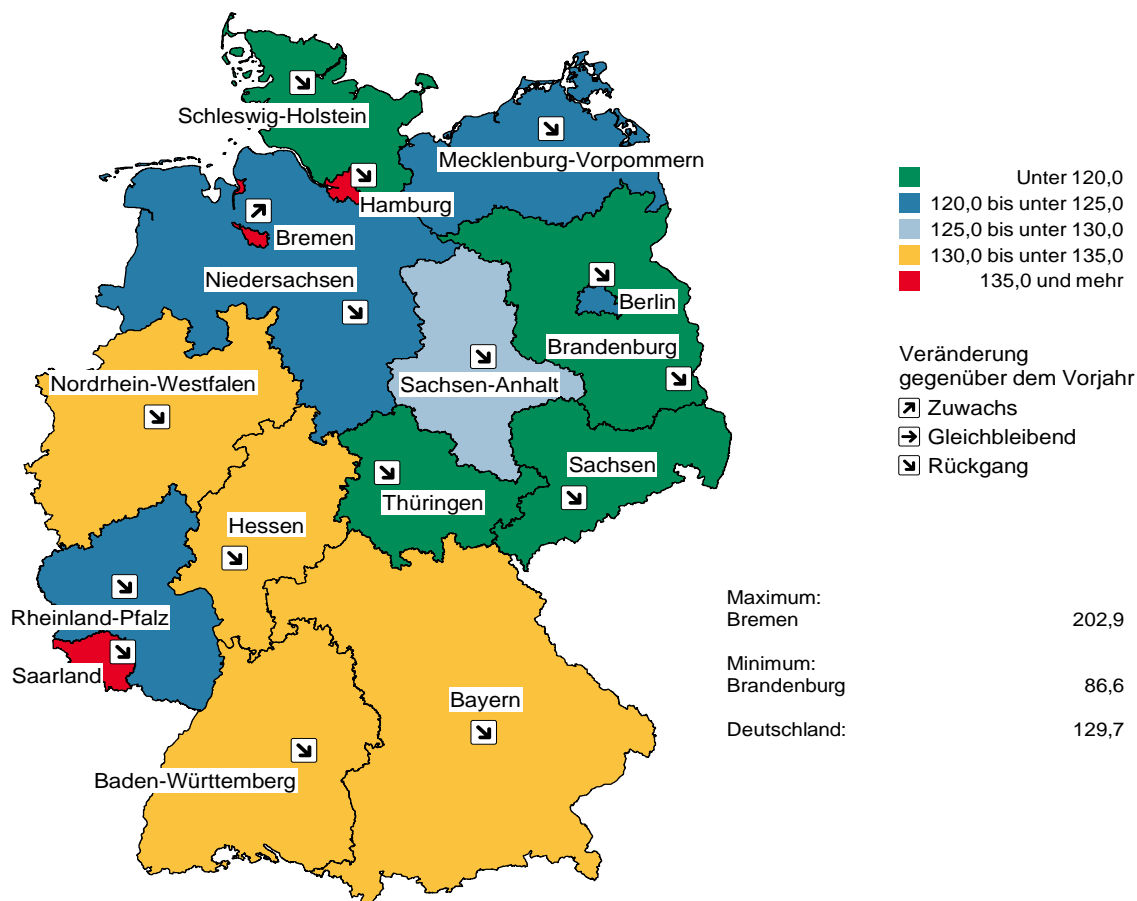 Schleswig-Holstein
Mecklenburg-Vorpommern
Hamburg
Bremen
Niedersachsen
Berlin
Brandenburg
Nordrhein-Westfalen
Sachsen-Anhalt
Sachsen
Thüringen
Hessen
Rheinland-Pfalz
Saarland
Bayern
Baden-Württemberg
Unter 120,0
120,0 bis unter 125,0
125,0 bis unter 130,0
130,0 bis unter 135,0
135,0 und mehr
Veränderung
gegenüber dem Vorjahr
Zuwachs
Gleichbleibend
Rückgang
Maximum:
Bremen 202,9
Minimum:
Brandenburg 86,6
Deutschland: 129,7